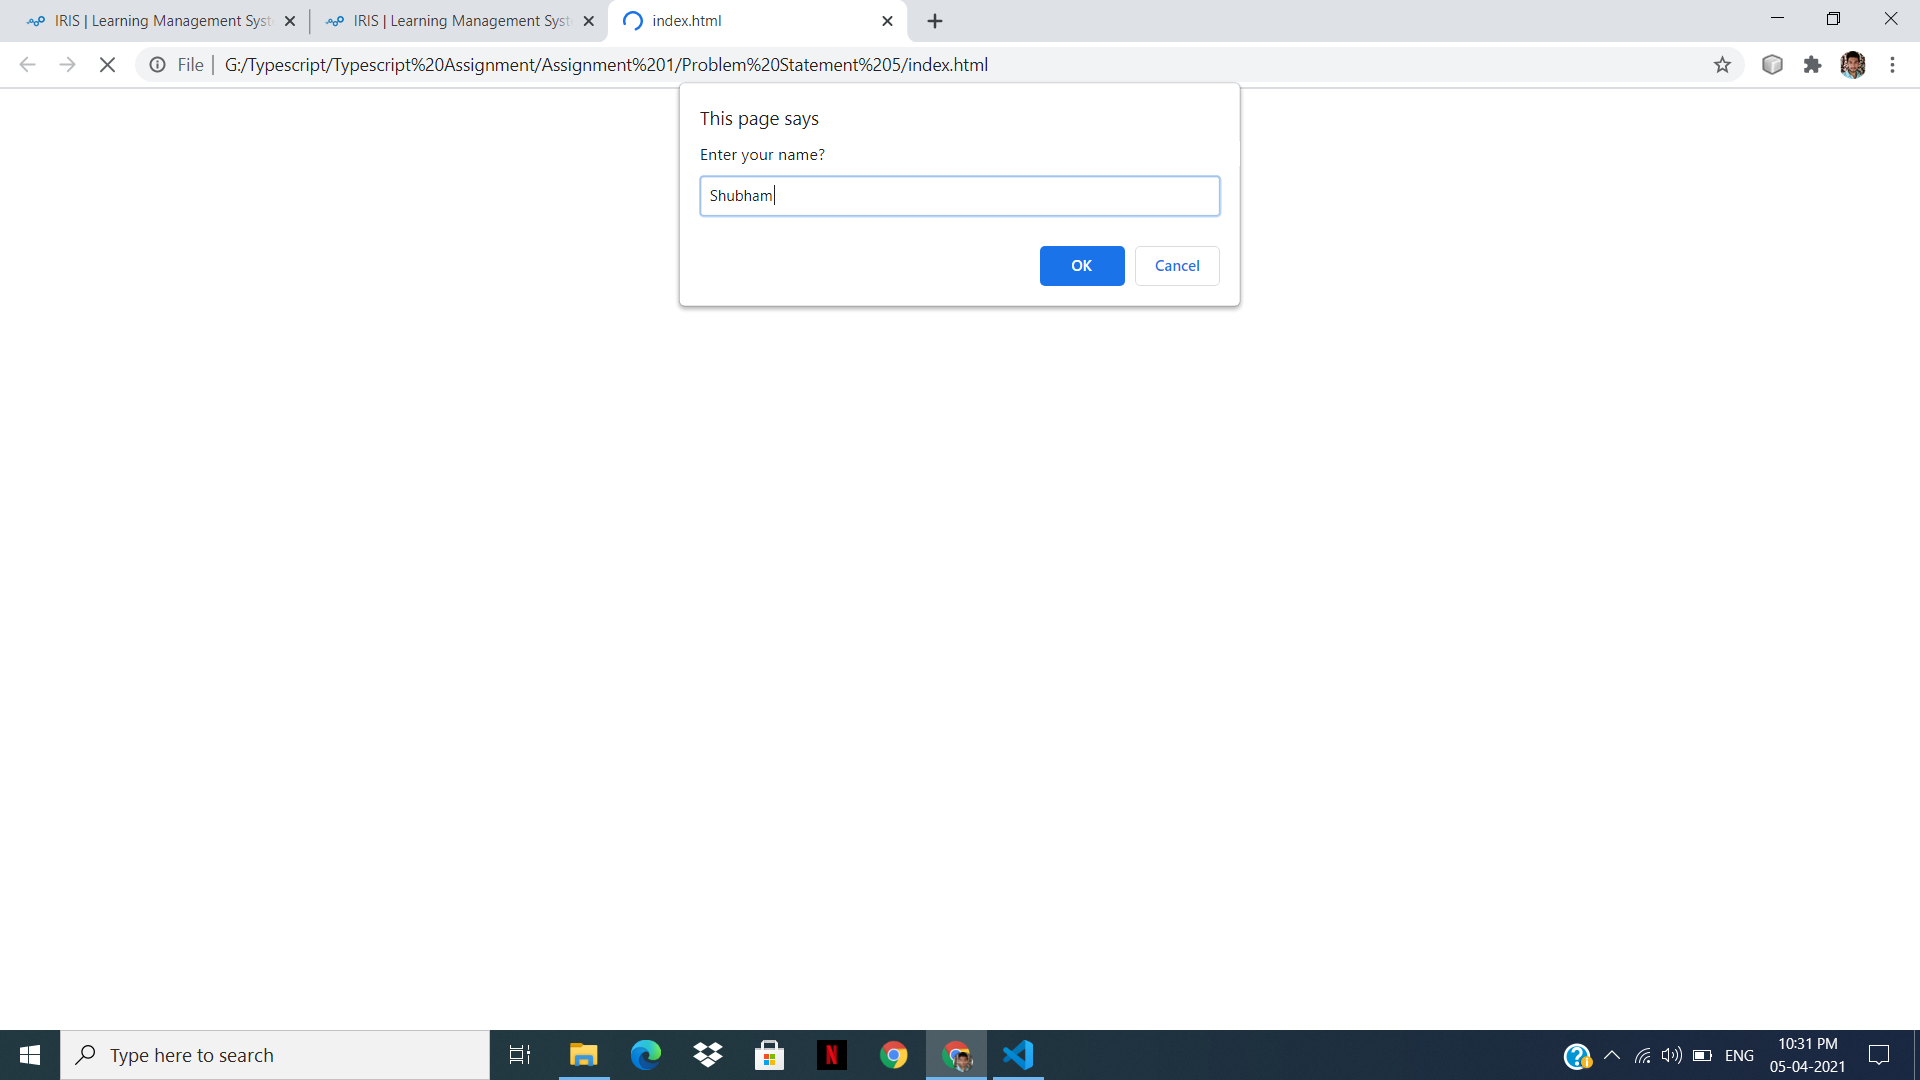 IRIS | Learning Management Syst
IRIS | Learning Management Syst
index.html
File | G:/Typescript/Typescript%20Assignment/Assignment%201/Problem%20Statement%205/index.html
This page says
Enter your name?
Shubham
OK
Cancel
Type here to search
N
ENG
10:31 PM
05-04-2021